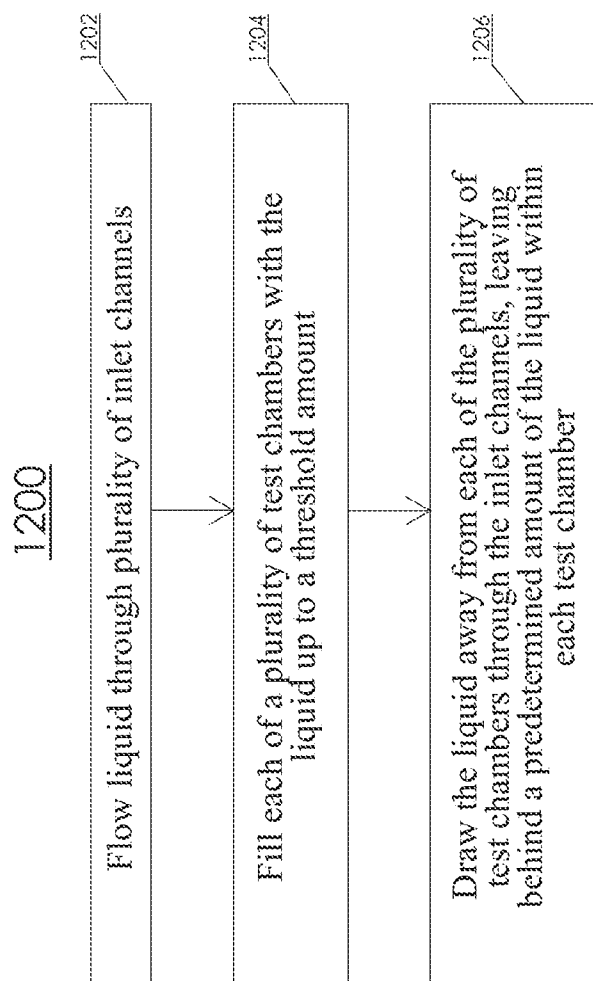 1200
1202
Flow liquid through plurality of inlet channels
1204
Fill each of a plurality of test chambers with the
liquid up to a threshold amount
1206
Draw the liquid away from each of the plurality of
test chambers through the inlet channels, leaving
behind a predetermined amount of the liquid within
each test chamber